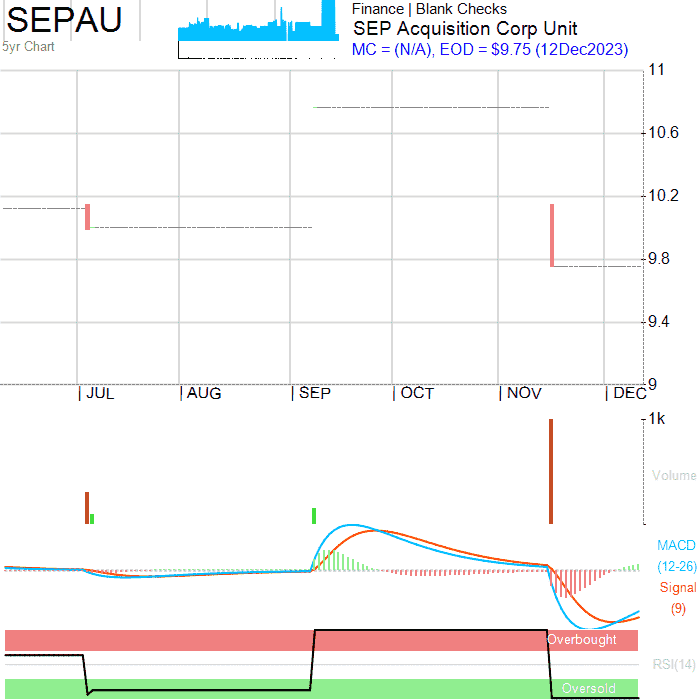 SEPAU
5yr Chart
Finance | Blank Checks
SEP Acquisition Corp Unit
MC = (N/A), EOD = $9.75 (12Dec2023)
11
10.6
10.2
9.8
9.4
9
| JUL | AUG | SEP | OCT | NOV | DEC
1k
Volume
MACD
(12-26)
Signal
(9)
Overbought
RSI(14)
Oversold